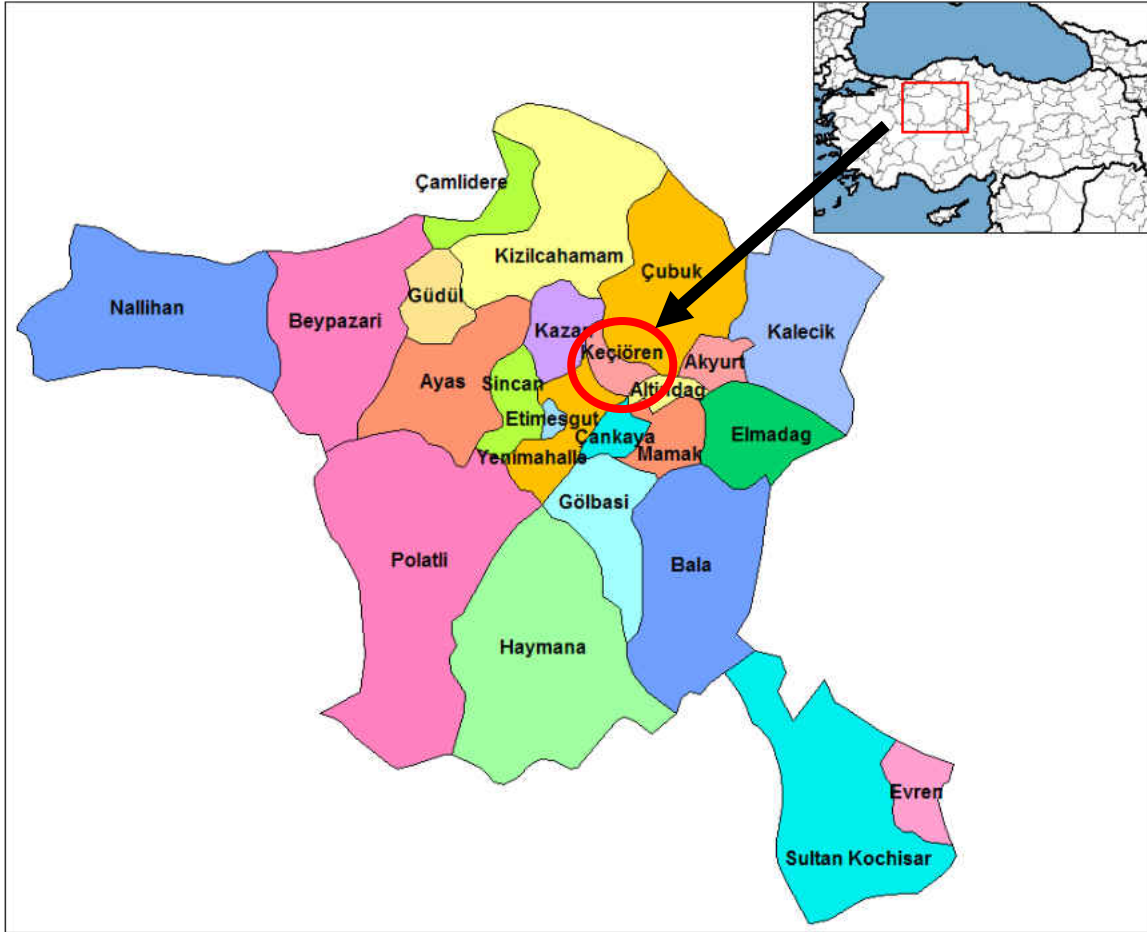 Çamlidere
Kizilcahamam
Çubuk
Nallihan
Beypazari
Güdül
Kazan
Kalecik
Keçiören
Akyurt
Ayas
Sincan
Altindag
Etimesgut
Çankaya
Elmadag
Yenimahalle
Mamak
Gölbasi
Polatli
Bala
Haymana
Evren
Sultan Kochisar